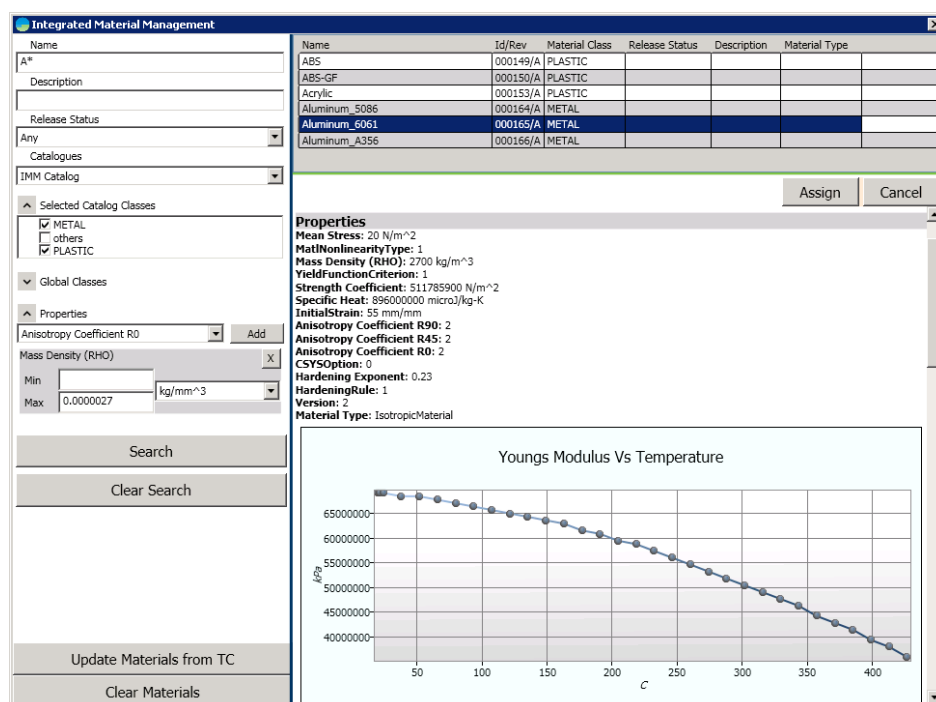 Integrated Material Management
Name
A*
Description
Release Status
Any
Catalogues
IMM Catalog
Selected Catalog Classes
METAL
others
PLASTIC
Global Classes
Properties
Anisotropy Coefficient R0 Add
Mass Density (RHO) X
Min
kg/mm^3
Max 0.0000027
Search
Clear Search
Update Materials from TC
Clear Materials
Name Id/Rev Material Class Release Status Description Material Type
ABS 000149/A PLASTIC
ABS-GF 000150/A PLASTIC
Acrylic 000153/A PLASTIC
Aluminum_5086 000164/A METAL
Aluminum_6061 000165/A METAL
Aluminum_A356 000166/A METAL
Assign Cancel
Properties
Mean Stress: 20 N/m^2
MatlNonlinearityType: 1
Mass Density (RHO): 2700 kg/m^3
YieldFunctionCriterion: 1
Strength Coefficient: 511785900 N/m^2
Specific Heat: 896000000 microJ/kg-K
InitialStrain: 55 mm/mm
Anisotropy Coefficient R90: 2
Anisotropy Coefficient R45: 2
Anisotropy Coefficient R0: 2
CSYSOption: 0
Hardening Exponent: 0.23
HardeningRule: 1
Version: 2
Material Type: IsotropicMaterial
Youngs Modulus Vs Temperature
65000000
60000000
55000000
50000000
45000000
40000000
kPa
50 100 150 200 250 300 350 400
C